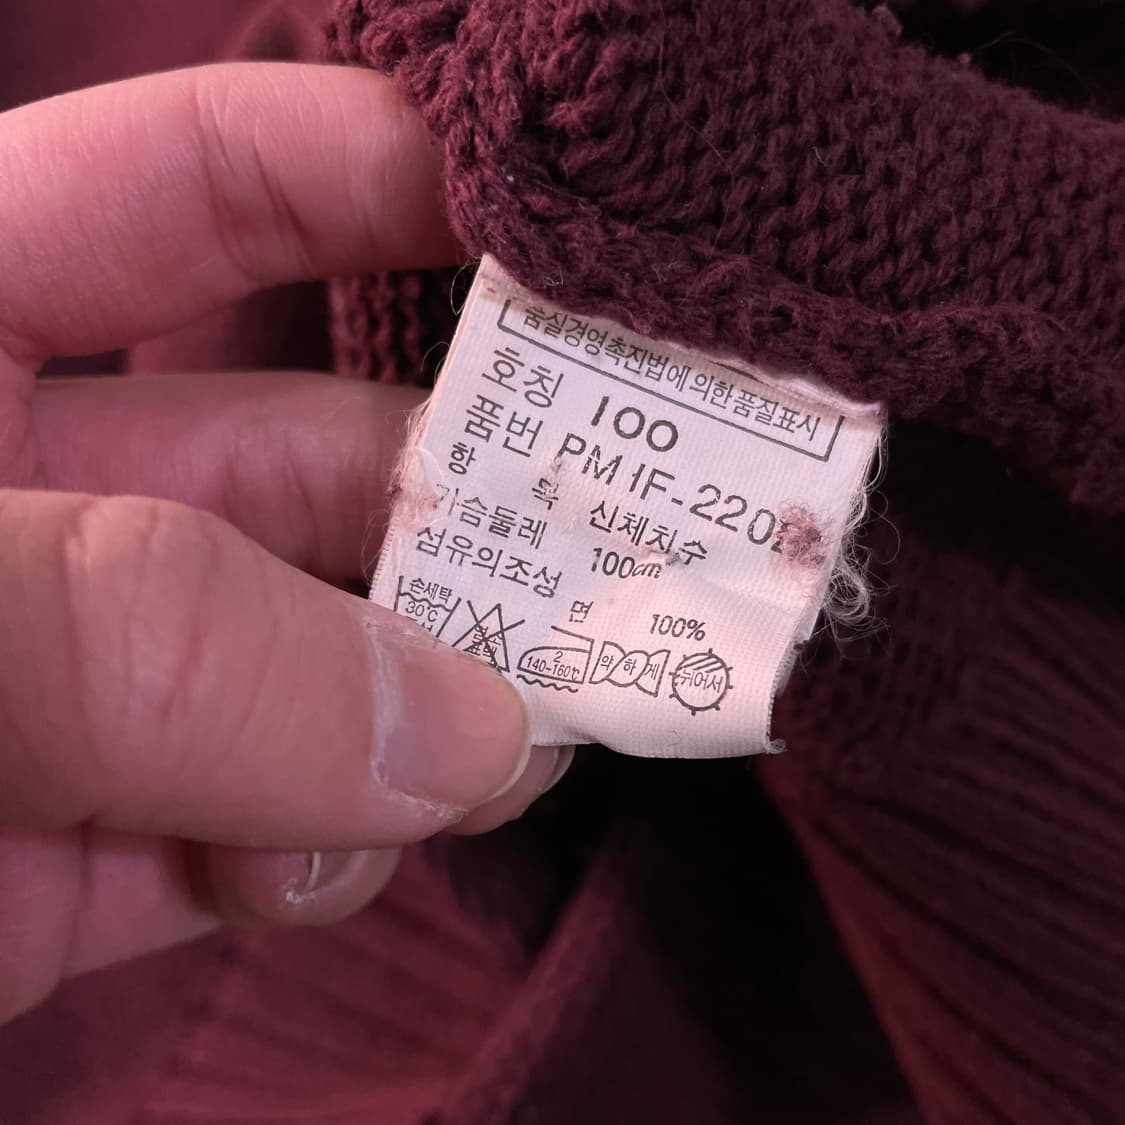 품질경영촉진법에 의한 품질표시
호칭 100
품번 PM1F-220
항 목 신체치수
가슴둘레 100cm
섬유의조성
면 100%
손세탁
30℃
2
140~160℃
약하게
뉘어서